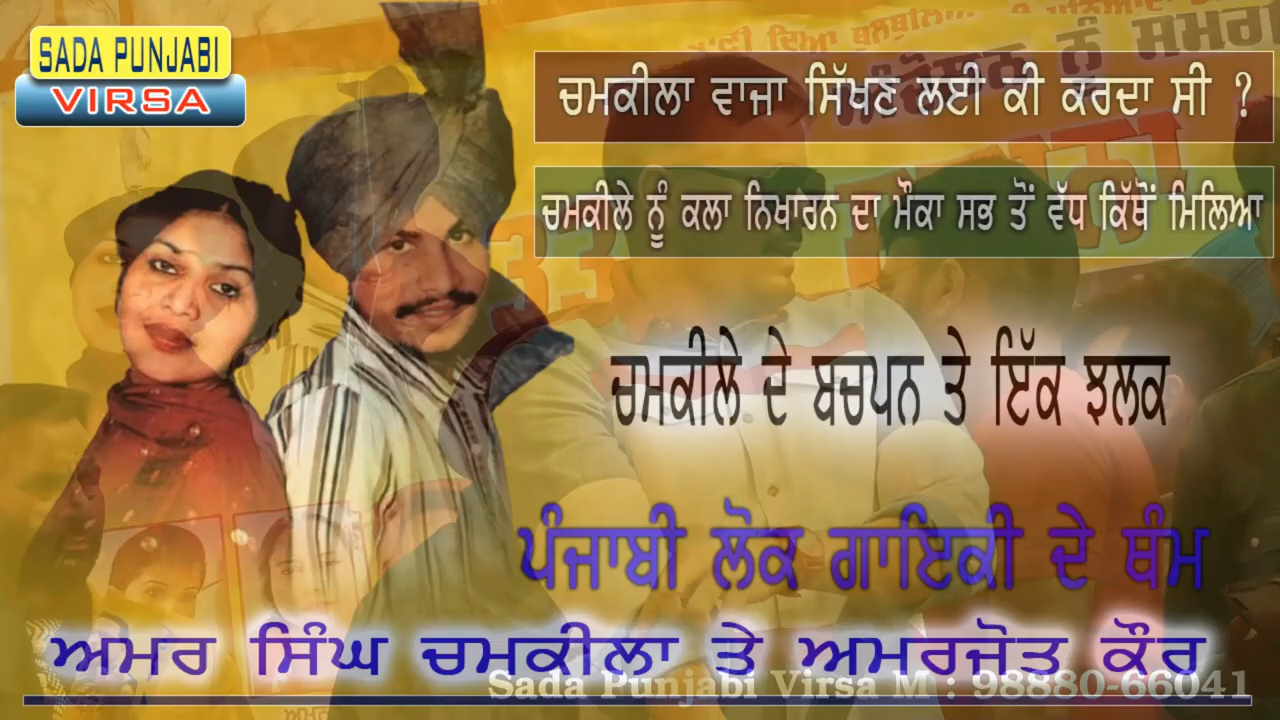 SADA PUNJABI
VIRSA
ਚਮਕੀਲਾ ਵਾਜਾ ਸਿੱਖਣ ਲਈ ਕੀ ਕਰਦਾ ਸੀ ?
ਚਮਕੀਲੇ ਨੂੰ ਕਲਾ ਨਿਖਾਰਨ ਦਾ ਮੌਕਾ ਸਭ ਤੋਂ ਵੱਧ ਕਿੱਥੋਂ ਮਿਲਿਆ
33
ਚਮਕੀਲੇ ਦੇ ਬਚਪਨ ਤੇ ਇੱਕ ਝਲਕ
ਪੰਜਾਬੀ ਲੋਕ ਗਾਇਕੀ ਦੇ ਥੰਮ
ਅਮਰ ਸਿੰਘ ਚਮਕੀਲਾ ਤੇ ਅਮਰਜੋਤ ਕੌਰ
Sada Punjabi Virsa M : 98880-66041